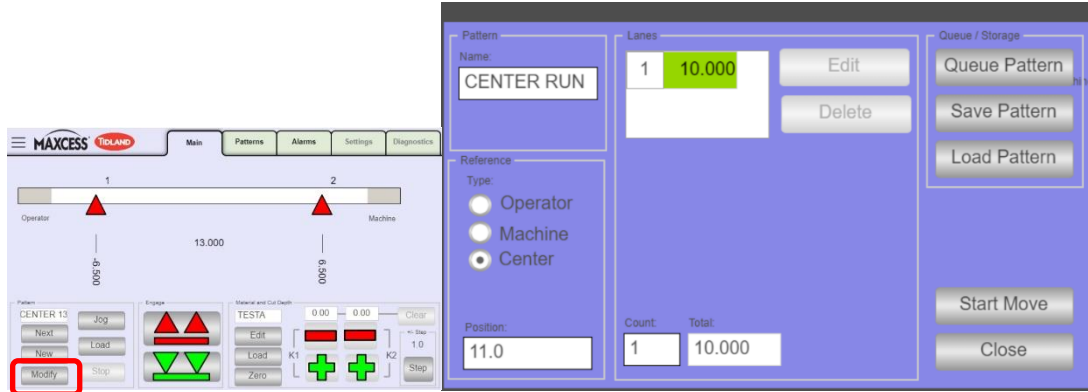 MAXCESS TIDLAND
Main
Patterns
Alarms
Settings
Diagnostics
1
2
Operator
Machine
13.000
-6.500
6.500
Pattern
CENTER 13
Next
New
Modify
Jog
Load
Stop
Engage
Material and Cut Depth
TESTA
0.00
0.00
Clear
Edit
Load
Zero
K1
K2
+/- Step
1.0
Step
Pattern
Name:
CENTER RUN
Reference
Type:
Operator
Machine
Center
Position:
11.0
Lanes
1 10.000
Edit
Delete
Count:
1
Total:
10.000
Queue / Storage
Queue Pattern
Save Pattern
Load Pattern
Start Move
Close